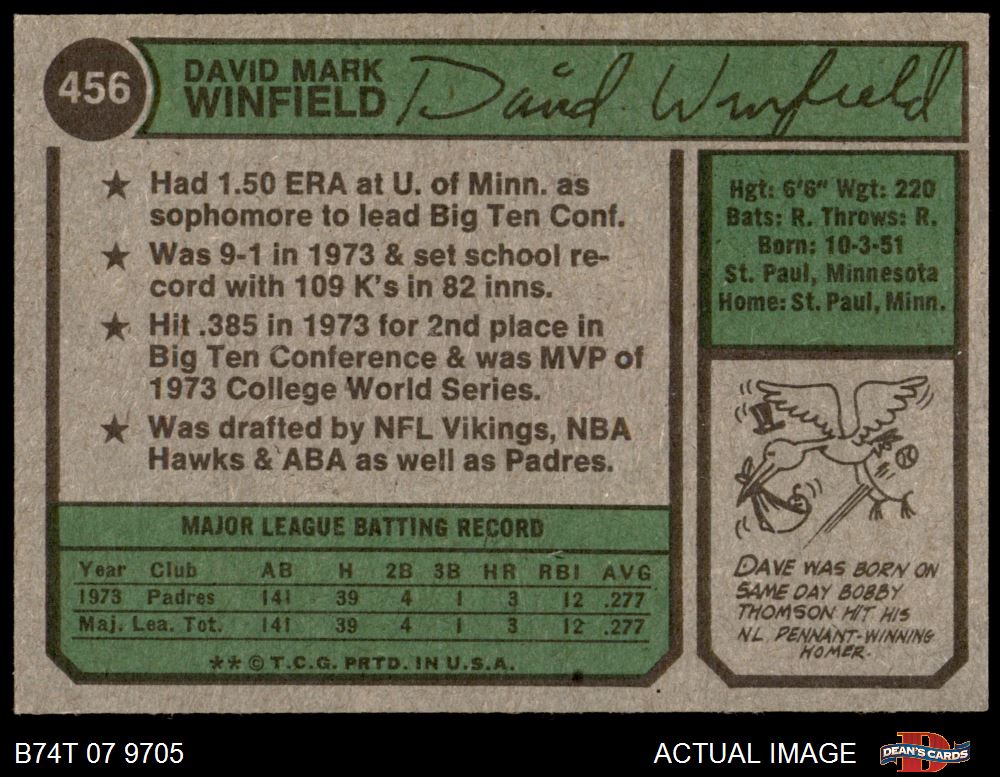 456
DAVID MARK
WINFIELD
David Winfield
★ Had 1.50 ERA at U. of Minn. as
sophomore to lead Big Ten Conf.
★ Was 9-1 in 1973 & set school re-
cord with 109 K's in 82 inns.
★ Hit .385 in 1973 for 2nd place in
Big Ten Conference & was MVP of
1973 College World Series.
★ Was drafted by NFL Vikings, NBA
Hawks & ABA as well as Padres.
Hgt: 6'6" Wgt: 220
Bats: R. Throws: R.
Born: 10-3-51
St. Paul, Minnesota
Home: St. Paul, Minn.
DAVE WAS BORN ON
SAME DAY BOBBY
THOMSON HIT HIS
N.L. PENNANT-WINNING
HOMER.
MAJOR LEAGUE BATTING RECORD
Year Club AB H 2B 3B HR RBI AVG
1973 Padres 141 39 4 1 3 12 .277
Maj. Lea. Tot. 141 39 4 1 3 12 .277
** © T.C.G. PRTD. IN U.S.A.
B74T 07 9705
ACTUAL IMAGE
DEAN'S CARDS